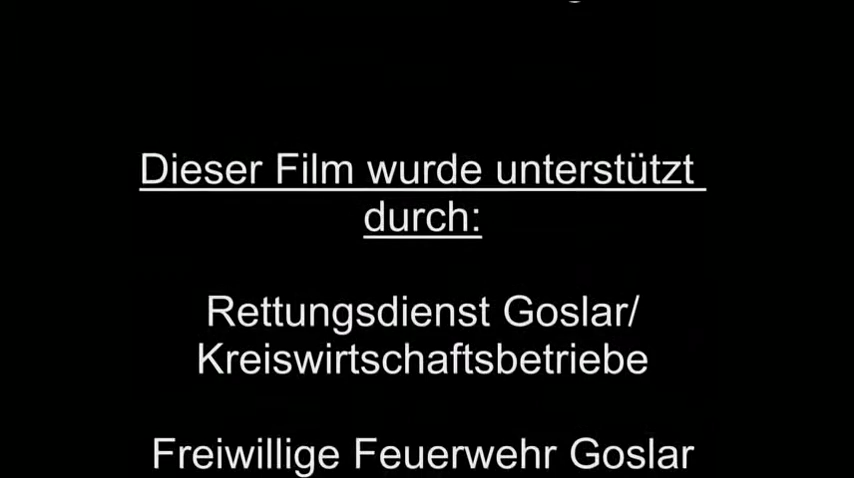 Dieser Film wurde unterstützt
durch:
Rettungsdienst Goslar/
Kreiswirtschaftsbetriebe
Freiwillige Feuerwehr Goslar